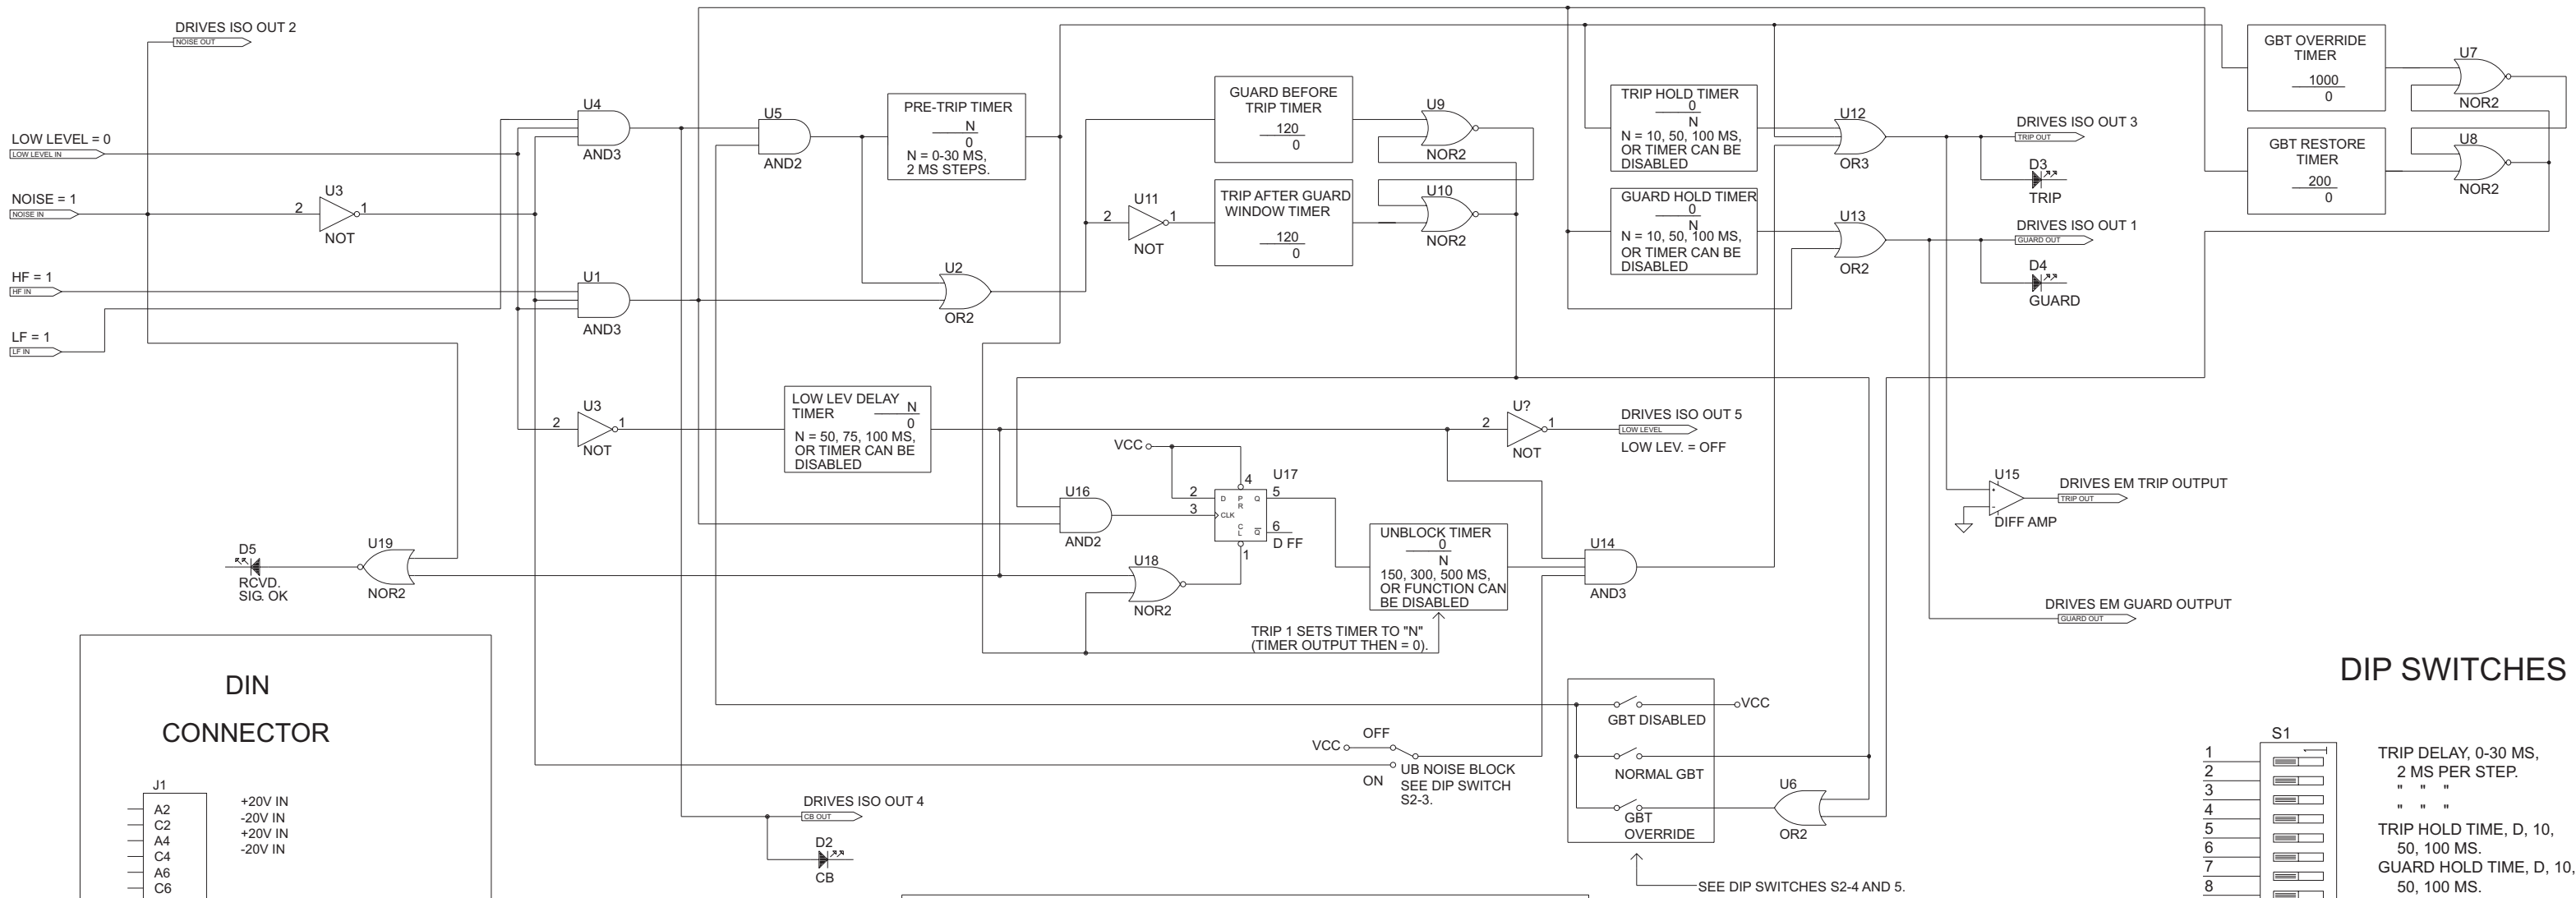 DRIVES ISO OUT 2
NOISE OUT
LOW LEVEL = 0
LOW LEVEL IN
NOISE = 1
NOISE IN
HF = 1
HF IN
LF = 1
LF IN
U3
2
1
NOT
U4
AND3
U1
AND3
U5
AND2
PRE-TRIP TIMER
N
0
N = 0-30 MS,
2 MS STEPS.
U2
OR2
GUARD BEFORE
TRIP TIMER
120
0
U11
2
1
NOT
TRIP AFTER GUARD
WINDOW TIMER
120
0
U9
NOR2
U10
NOR2
TRIP HOLD TIMER
0
N
N = 10, 50, 100 MS,
OR TIMER CAN BE
DISABLED
GUARD HOLD TIMER
0
N
N = 10, 50, 100 MS,
OR TIMER CAN BE
DISABLED
U12
OR3
U13
OR2
DRIVES ISO OUT 3
TRIP OUT
D3
TRIP
DRIVES ISO OUT 1
GUARD OUT
D4
GUARD
GBT OVERRIDE
TIMER
1000
0
GBT RESTORE
TIMER
200
0
U7
NOR2
U8
NOR2
U3
2
1
NOT
LOW LEV DELAY
TIMER
N
0
N = 50, 75, 100 MS,
OR TIMER CAN BE
DISABLED
VCC
U16
AND2
U17
4
2
3
5
6
1
D
P
R
Q
CLK
C
L
Q
D FF
U18
NOR2
U19
NOR2
D5
RCVD.
SIG. OK
UNBLOCK TIMER
0
N
150, 300, 500 MS,
OR FUNCTION CAN
BE DISABLED
TRIP 1 SETS TIMER TO "N"
(TIMER OUTPUT THEN = 0).
U?
2
1
NOT
DRIVES ISO OUT 5
LOW LEVEL
LOW LEV. = OFF
U14
AND3
U15
DIFF AMP
+
-
DRIVES EM TRIP OUTPUT
TRIP OUT
DRIVES EM GUARD OUTPUT
GUARD OUT
GBT DISABLED
VCC
NORMAL GBT
GBT
OVERRIDE
U6
OR2
SEE DIP SWITCHES S2-4 AND 5.
VCC
OFF
ON
UB NOISE BLOCK
SEE DIP SWITCH
S2-3.
DRIVES ISO OUT 4
CB OUT
D2
CB
DIN
CONNECTOR
J1
A2
C2
A4
C4
A6
C6
+20V IN
-20V IN
+20V IN
-20V IN
DIP SWITCHES
S1
1
2
3
4
5
6
7
8
TRIP DELAY, 0-30 MS,
2 MS PER STEP.
" " "
" " "
TRIP HOLD TIME, D, 10,
50, 100 MS.
GUARD HOLD TIME, D, 10,
50, 100 MS.